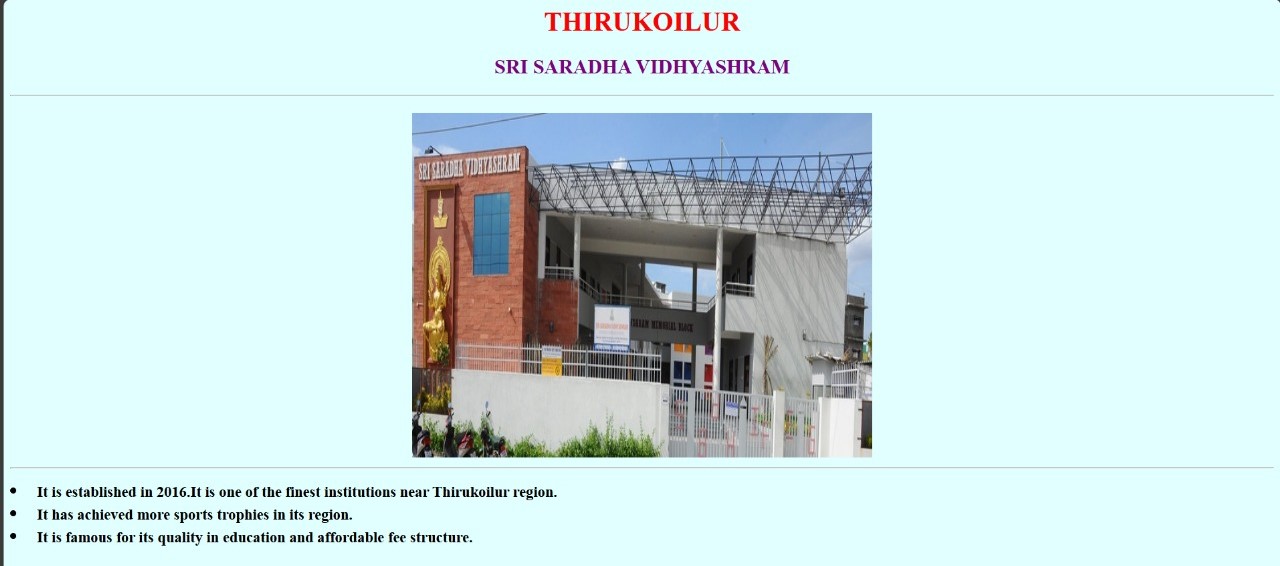 THIRUKOILUR
SRI SARADHA VIDHYASHRAM
SRI SARADHA VIDHYASHRAM
MEMORIAL BLOCK
It is established in 2016.It is one of the finest institutions near Thirukoilur region.
It has achieved more sports trophies in its region.
It is famous for its quality in education and affordable fee structure.